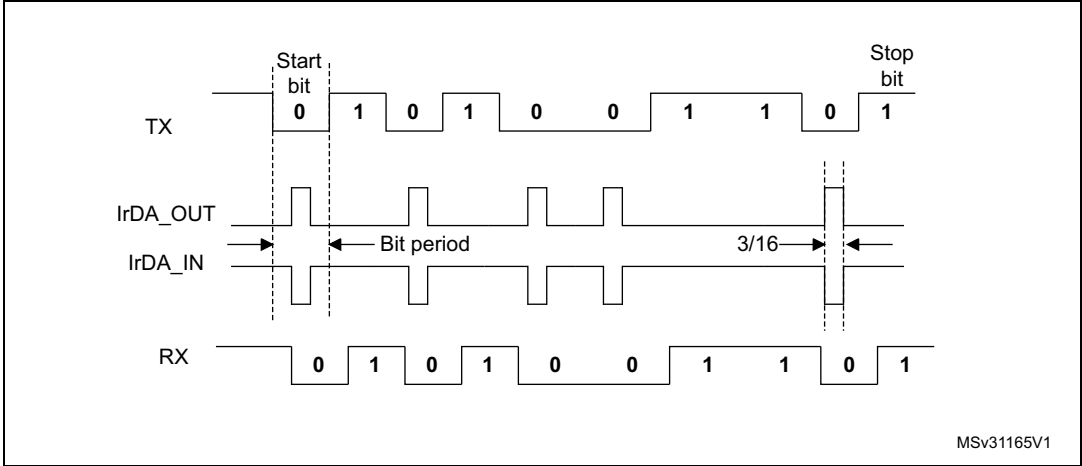 Start
bit
Stop
bit
TX
0 1 0 1 0 0 1 1 0 1
IrDA_OUT
Bit period
3/16
IrDA_IN
RX
0 1 0 1 0 0 1 1 0 1
MSv31165V1